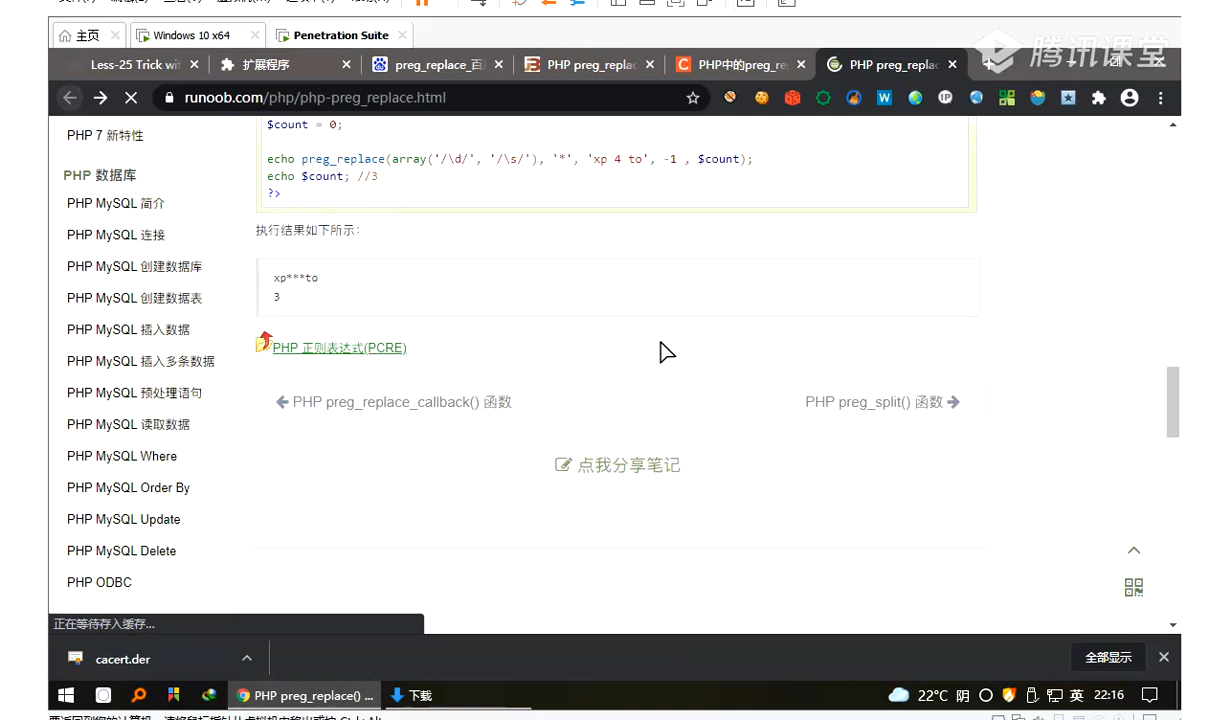 主页
Windows 10 x64
Penetration Suite
腾讯课堂
Less-25 Trick wit
扩展程序
preg_replace_百
PHP preg_replac
PHP中的preg_re
PHP preg_repla
runoob.com/php/php-preg_replace.html
PHP 7 新特性
PHP 数据库
PHP MySQL 简介
PHP MySQL 连接
PHP MySQL 创建数据库
PHP MySQL 创建数据表
PHP MySQL 插入数据
PHP MySQL 插入多条数据
PHP MySQL 预处理语句
PHP MySQL 读取数据
PHP MySQL Where
PHP MySQL Order By
PHP MySQL Update
PHP MySQL Delete
PHP ODBC
$count = 0;
echo preg_replace(array('/\d/', '/\s/'), '*', 'xp 4 to', -1 , $count);
echo $count; //3
?>
执行结果如下所示:
xp***to
3
PHP 正则表达式(PCRE)
PHP preg_replace_callback() 函数
PHP preg_split() 函数
点我分享笔记
正在等待存入缓存...
cacert.der
全部显示
PHP preg_replace() ...
下载
22°C 阴
英
22:16